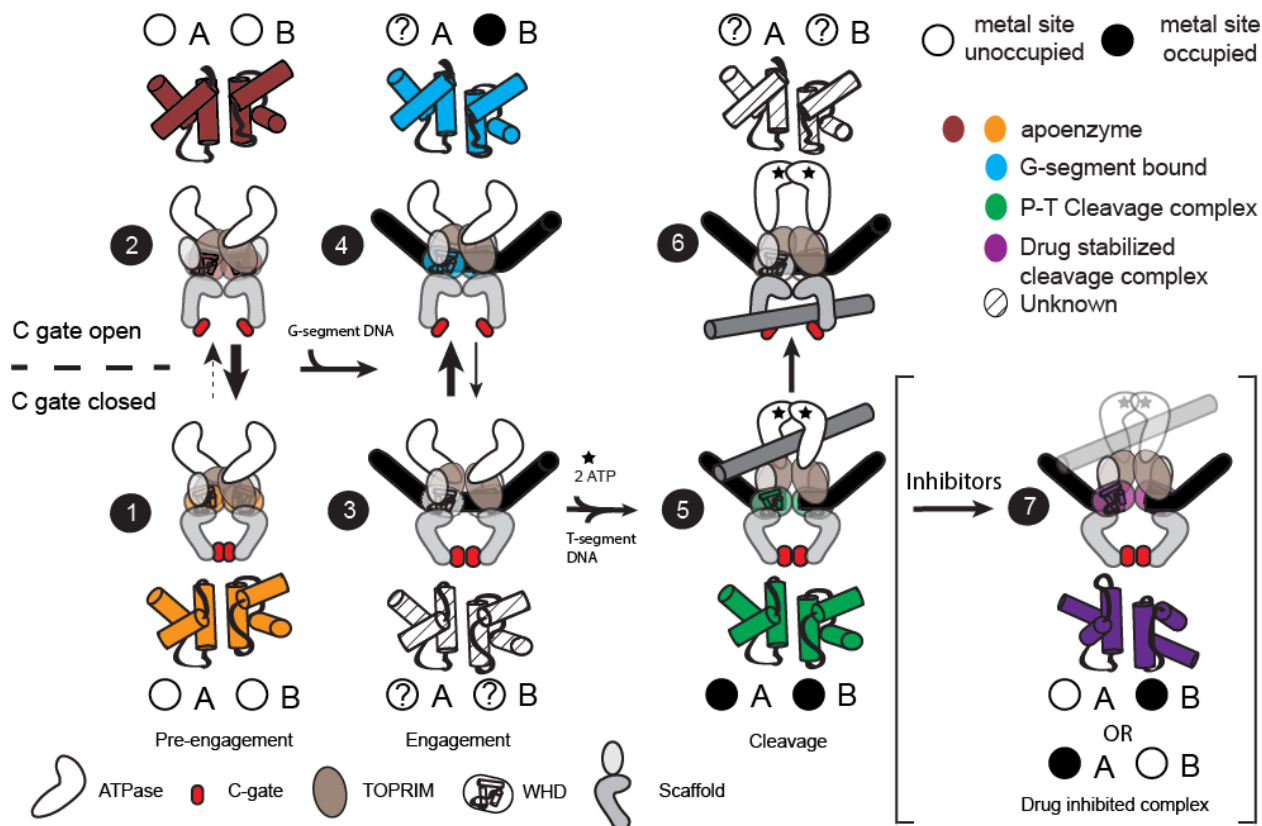 A B
? A B
? A ? B
metal site unoccupied
metal site occupied
apoenzyme
G-segment bound
P-T Cleavage complex
Drug stabilized
cleavage complex
Unknown
2
4
6
C gate open
G-segment DNA
C gate closed
1
3
2 ATP
T-segment
DNA
5
Inhibitors
7
A B
? A ? B
A B
A B
OR
A B
Pre-engagement
Engagement
Cleavage
Drug inhibited complex
ATPase
C-gate
TOPRIM
WHD
Scaffold